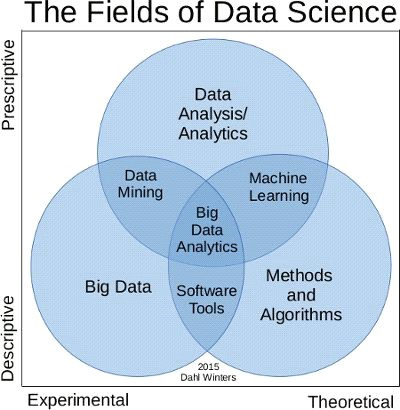 The Fields of Data Science
Prescriptive
Data
Analysis/
Analytics
Data
Mining
Machine
Learning
Big
Data
Analytics
Big Data
Methods
and
Algorithms
Software
Tools
Descriptive
2015
Dahl Winters
Experimental
Theoretical